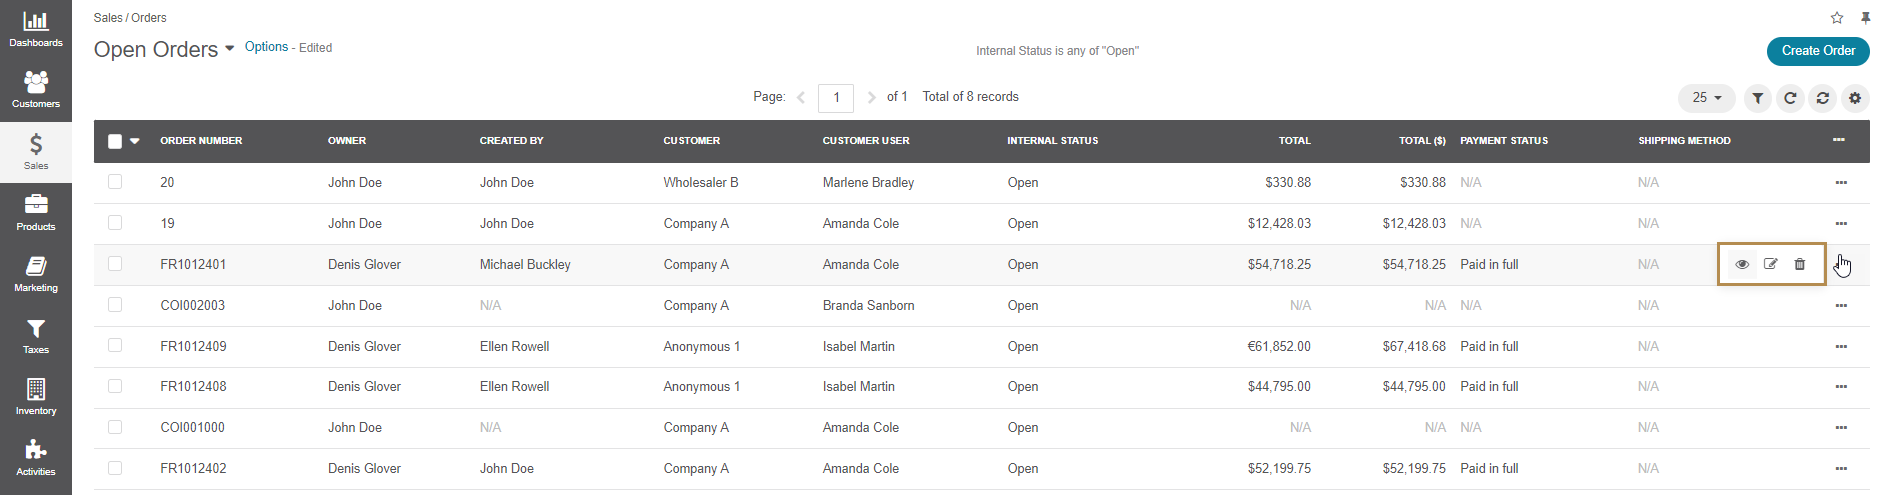 Dashboards
Customers
Sales
Products
Marketing
Taxes
Inventory
Activities
Sales / Orders
Open Orders Options - Edited
Internal Status is any of "Open"
Create Order
Page: 1 of 1 Total of 8 records
25
ORDER NUMBER OWNER CREATED BY CUSTOMER CUSTOMER USER INTERNAL STATUS TOTAL TOTAL ($) PAYMENT STATUS SHIPPING METHOD
20 John Doe John Doe Wholesaler B Marlene Bradley Open $330.88 $330.88 N/A N/A
19 John Doe John Doe Company A Amanda Cole Open $12,428.03 $12,428.03 N/A N/A
FR1012401 Denis Glover Michael Buckley Company A Amanda Cole Open $54,718.25 $54,718.25 Paid in full N/A
COI002003 John Doe N/A Company A Branda Sanborn Open N/A N/A N/A N/A
FR1012409 Denis Glover Ellen Rowell Anonymous 1 Isabel Martin Open €61,852.00 $67,418.68 Paid in full N/A
FR1012408 Denis Glover Ellen Rowell Anonymous 1 Isabel Martin Open $44,795.00 $44,795.00 Paid in full N/A
COI001000 John Doe N/A Company A Amanda Cole Open N/A N/A N/A N/A
FR1012402 Denis Glover John Doe Company A Amanda Cole Open $52,199.75 $52,199.75 Paid in full N/A